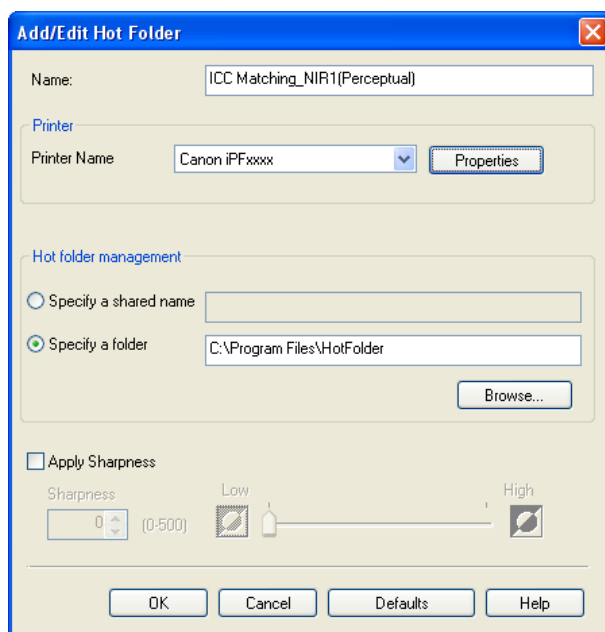 Add/Edit Hot Folder
Name: ICC Matching_NIR1(Perceptual)
Printer
Printer Name Canon iPFxxxx Properties
Hot folder management
Specify a shared name
Specify a folder C:\Program Files\HotFolder
Browse...
Apply Sharpness
Sharpness Low High
0 (0-500)
OK Cancel Defaults Help